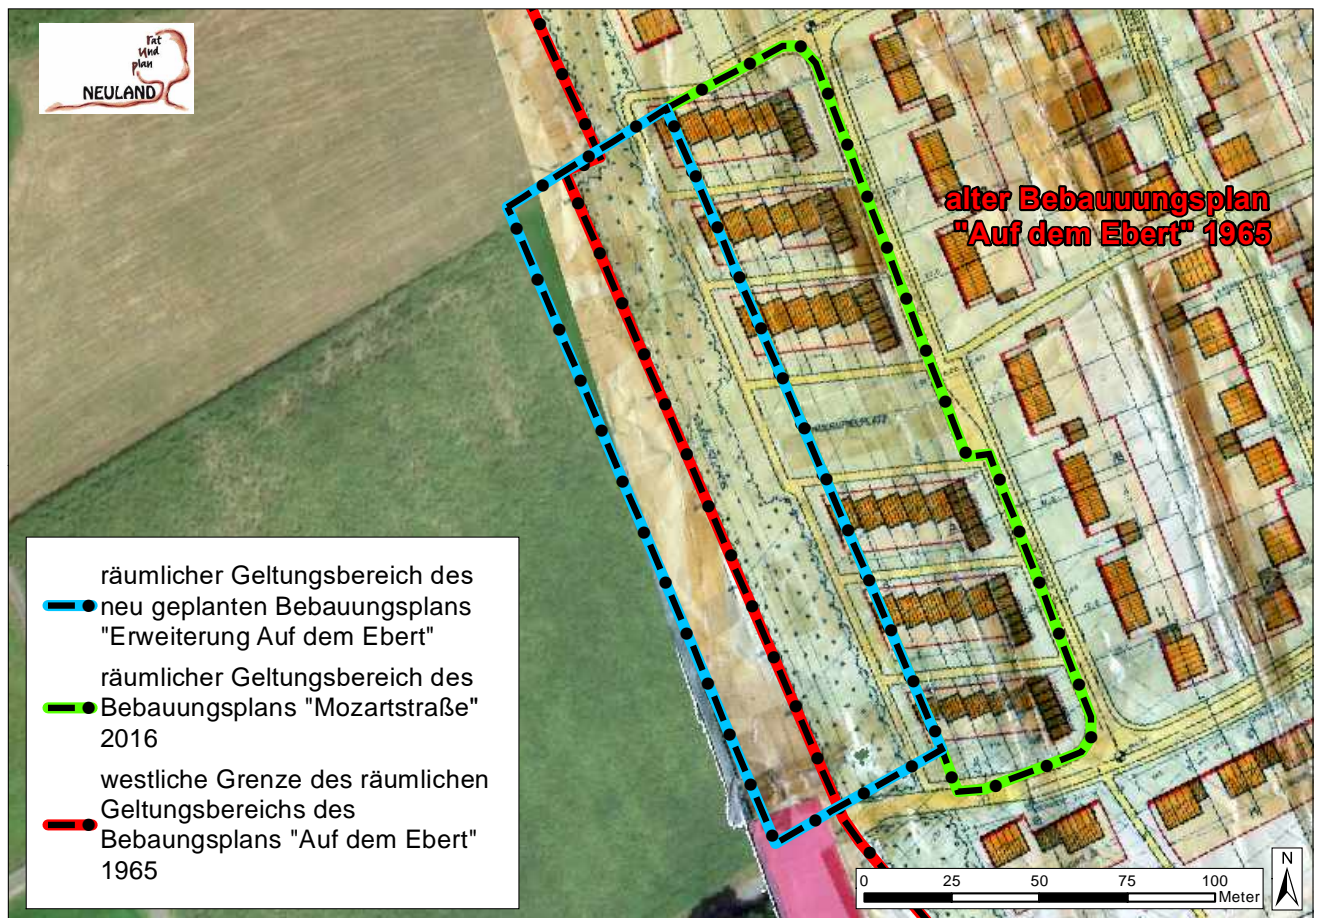 rat
und
plan
NEULAND
alter Bebauuungsplan
"Auf dem Ebert" 1965
KINDERSPIELPLATZ
räumlicher Geltungsbereich des
neu geplanten Bebauungsplans
"Erweiterung Auf dem Ebert"
räumlicher Geltungsbereich des
Bebauungsplans "Mozartstraße"
2016
westliche Grenze des räumlichen
Geltungsbereichs des
Bebaungsplans "Auf dem Ebert"
1965
0 25 50 75 100
Meter
N